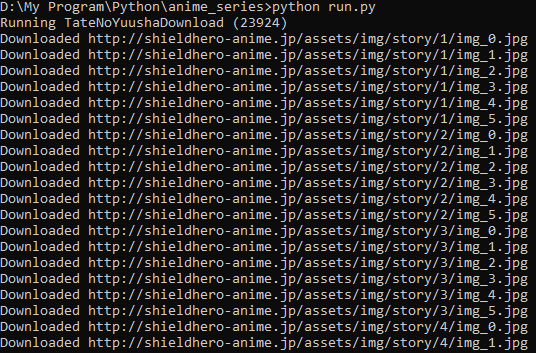 D:\My Program\Python\anime_series>python run.py
Running TateNoYuushaDownload (23924)
Downloaded http://shieldhero-anime.jp/assets/img/story/1/img_0.jpg
Downloaded http://shieldhero-anime.jp/assets/img/story/1/img_1.jpg
Downloaded http://shieldhero-anime.jp/assets/img/story/1/img_2.jpg
Downloaded http://shieldhero-anime.jp/assets/img/story/1/img_3.jpg
Downloaded http://shieldhero-anime.jp/assets/img/story/1/img_4.jpg
Downloaded http://shieldhero-anime.jp/assets/img/story/1/img_5.jpg
Downloaded http://shieldhero-anime.jp/assets/img/story/2/img_0.jpg
Downloaded http://shieldhero-anime.jp/assets/img/story/2/img_1.jpg
Downloaded http://shieldhero-anime.jp/assets/img/story/2/img_2.jpg
Downloaded http://shieldhero-anime.jp/assets/img/story/2/img_3.jpg
Downloaded http://shieldhero-anime.jp/assets/img/story/2/img_4.jpg
Downloaded http://shieldhero-anime.jp/assets/img/story/2/img_5.jpg
Downloaded http://shieldhero-anime.jp/assets/img/story/3/img_0.jpg
Downloaded http://shieldhero-anime.jp/assets/img/story/3/img_1.jpg
Downloaded http://shieldhero-anime.jp/assets/img/story/3/img_2.jpg
Downloaded http://shieldhero-anime.jp/assets/img/story/3/img_3.jpg
Downloaded http://shieldhero-anime.jp/assets/img/story/3/img_4.jpg
Downloaded http://shieldhero-anime.jp/assets/img/story/3/img_5.jpg
Downloaded http://shieldhero-anime.jp/assets/img/story/4/img_0.jpg
Downloaded http://shieldhero-anime.jp/assets/img/story/4/img_1.jpg